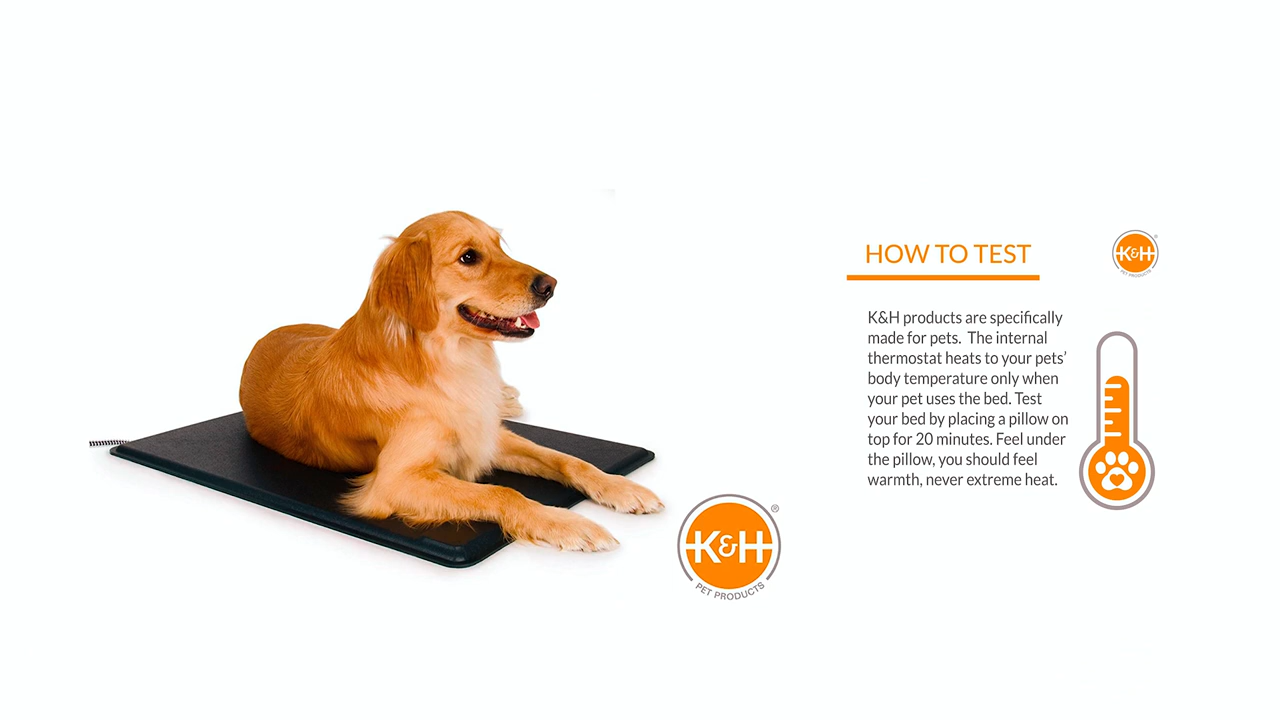 HOW TO TEST
K&H
®
PET PRODUCTS
K&H products are specifically
made for pets.  The internal
thermostat heats to your pets’
body temperature only when
your pet uses the bed. Test
your bed by placing a pillow on
top for 20 minutes. Feel under
the pillow, you should feel
warmth, never extreme heat.
K&H
®
PET PRODUCTS